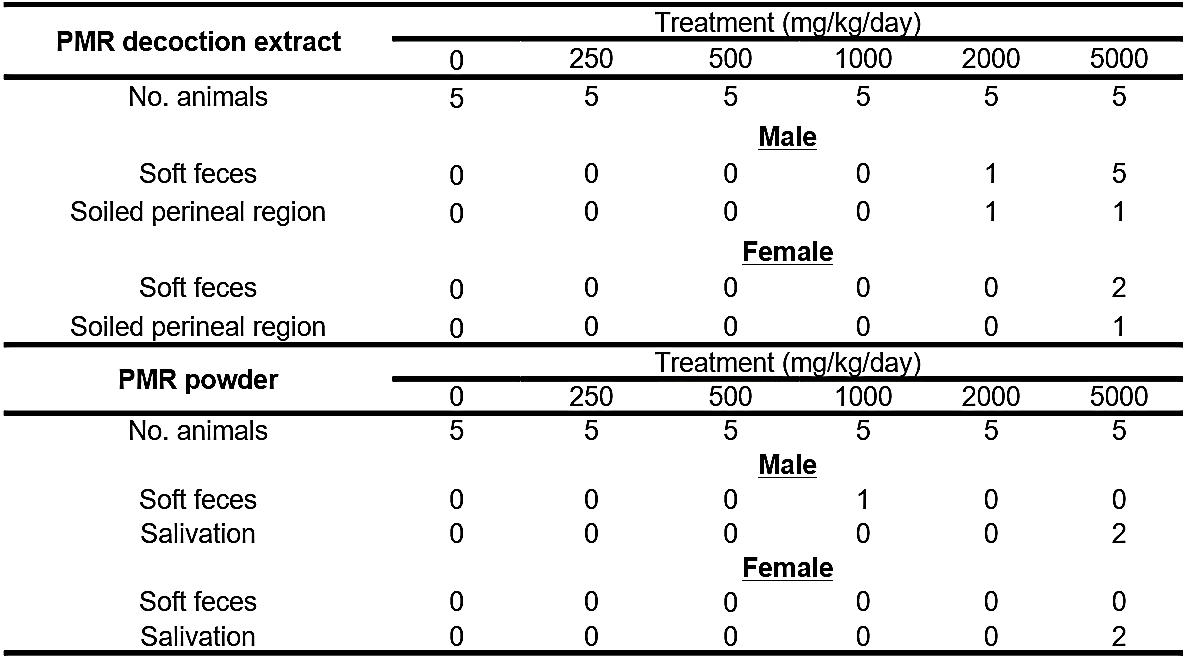 PMR decoction extract Treatment (mg/kg/day)
0 250 500 1000 2000 5000
No. animals 5 5 5 5 5 5
Male
Soft feces 0 0 0 0 1 5
Soiled perineal region 0 0 0 0 1 1
Female
Soft feces 0 0 0 0 0 2
Soiled perineal region 0 0 0 0 0 1
PMR powder Treatment (mg/kg/day)
0 250 500 1000 2000 5000
No. animals 5 5 5 5 5 5
Male
Soft feces 0 0 0 1 0 0
Salivation 0 0 0 0 0 2
Female
Soft feces 0 0 0 0 0 0
Salivation 0 0 0 0 0 2